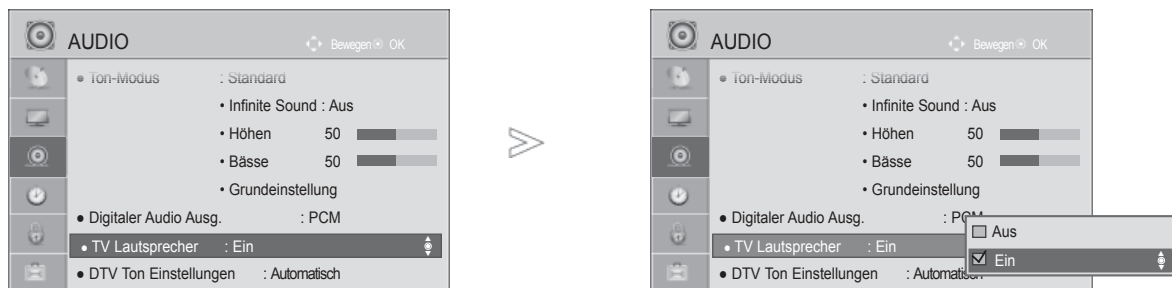 AUDIO
Bewegen OK
• Ton-Modus : Standard
• Infinite Sound : Aus
• Höhen 50
• Bässe 50
• Grundeinstellung
• Digitaler Audio Ausg. : PCM
• TV Lautsprecher : Ein
• DTV Ton Einstellungen : Automatisch
AUDIO
Bewegen OK
• Ton-Modus : Standard
• Infinite Sound : Aus
• Höhen 50
• Bässe 50
• Grundeinstellung
• Digitaler Audio Ausg. : PCM
• TV Lautsprecher : Ein
• DTV Ton Einstellungen : Automatisch
Aus
Ein